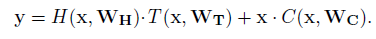 y = H(x, W_H)·T(x, W_T) + x · C(x, W_C).